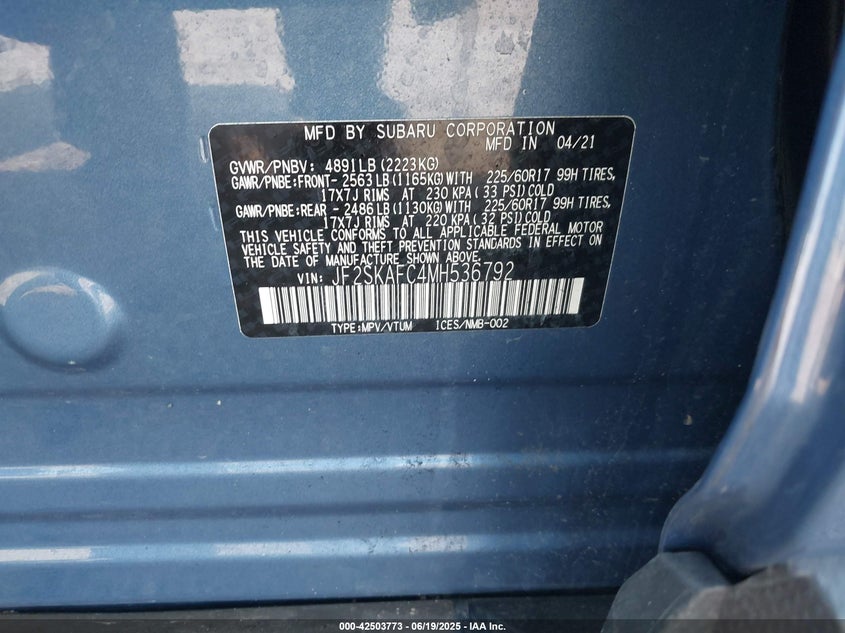 MFD BY SUBARU CORPORATION
MFD IN 04/21
GVWR/PNBV: 4891LB(2223KG)
GAWR/PNBE:FRONT- 2563LB(1165KG)WITH 225/60R17 99H TIRES,
17X7J RIMS AT 230 KPA(33 PSI)COLD
GAWR/PNBE:REAR - 2486LB(1130KG)WITH 225/60R17 99H TIRES,
17X7J RIMS AT 220 KPA(32 PSI)COLD
THIS VEHICLE CONFORMS TO ALL APPLICABLE FEDERAL MOTOR
VEHICLE SAFETY AND THEFT PREVENTION STANDARDS IN EFFECT ON
THE DATE OF MANUFACTURE SHOWN ABOVE.
VIN: JF2SKAFC4MH536792
TYPE:MPV/VTUM ICES/NMB-002
000-42503773 - 06/19/2025 - IAA Inc.